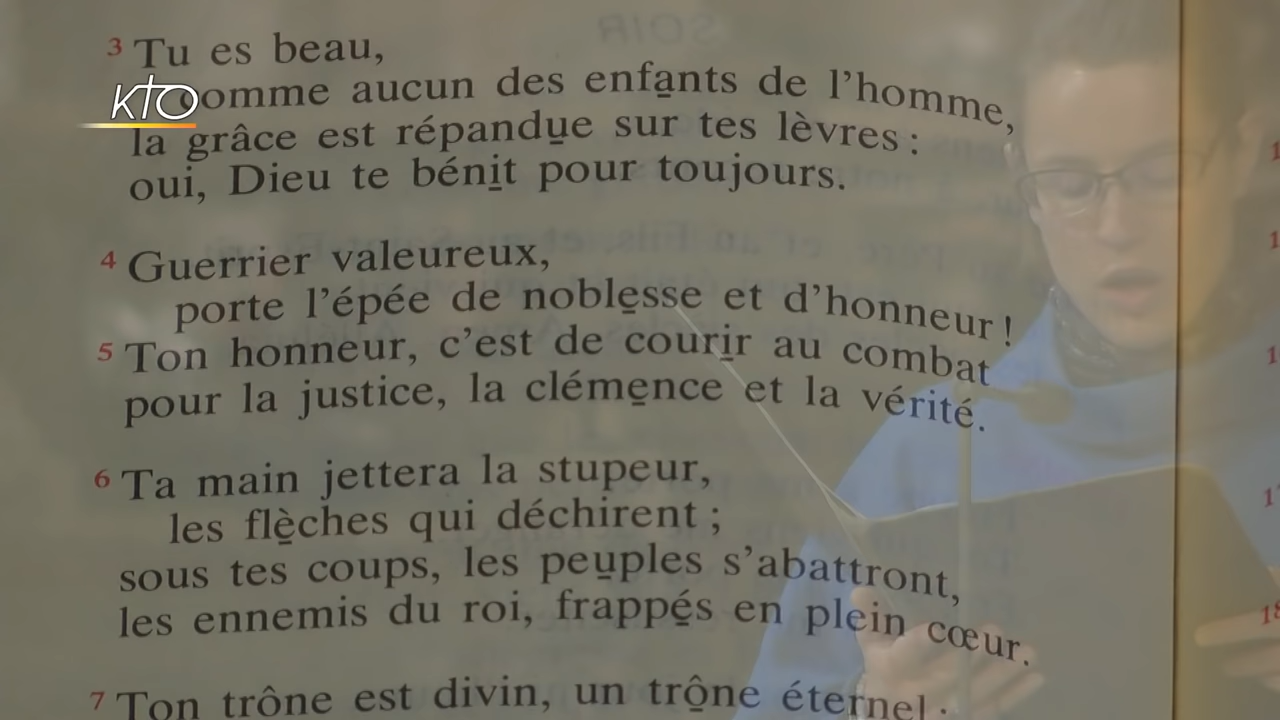 SOIR
3 Tu es beau,
KTO
comme aucun des enfants de l'homme,
la grâce est répandue sur tes lèvres :
oui, Dieu te bénit pour toujours.
4 Guerrier valeureux,
porte l'épée de noblesse et d'honneur !
5 Ton honneur, c'est de courir au combat
pour la justice, la clémence et la vérité.
6 Ta main jettera la stupeur,
les flèches qui déchirent ;
sous tes coups, les peuples s'abattront,
les ennemis du roi, frappés en plein cœur.
7 Ton trône est divin, un trône éternel